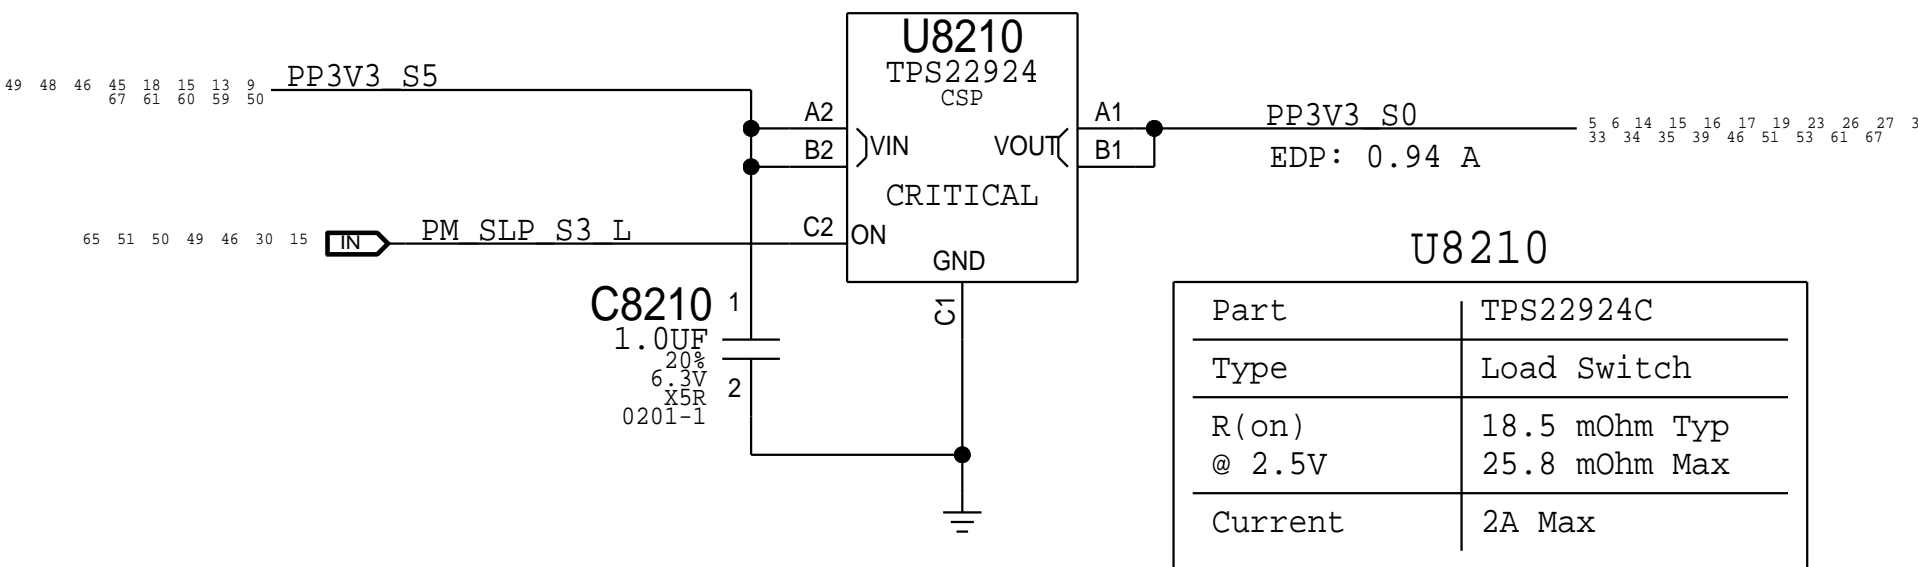 U8210
TPS22924
CSP
49 48 46 45 18 15 13 9
67 61 60 59 50
PP3V3_S5
A2
B2
VIN
VOUT
A1
B1
PP3V3_S0
EDP: 0.94 A
5 6 14 15 16 17 19 23 26 27 3
33 34 35 39 46 51 53 61 67
CRITICAL
65 51 50 49 46 30 15
IN
PM_SLP_S3_L
C2
ON
GND
C1
C8210
1
1.0UF
20%
6.3V
X5R
0201-1
2
U8210
Part TPS22924C
Type Load Switch
R(on) 18.5 mOhm Typ
@ 2.5V 25.8 mOhm Max
Current 2A Max